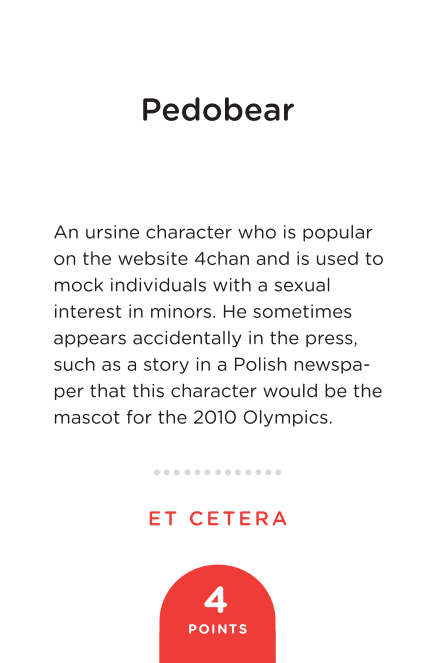 Pedobear
An ursine character who is popular
on the website 4chan and is used to
mock individuals with a sexual
interest in minors. He sometimes
appears accidentally in the press,
such as a story in a Polish newspa-
per that this character would be the
mascot for the 2010 Olympics.
ET CETERA
4
POINTS